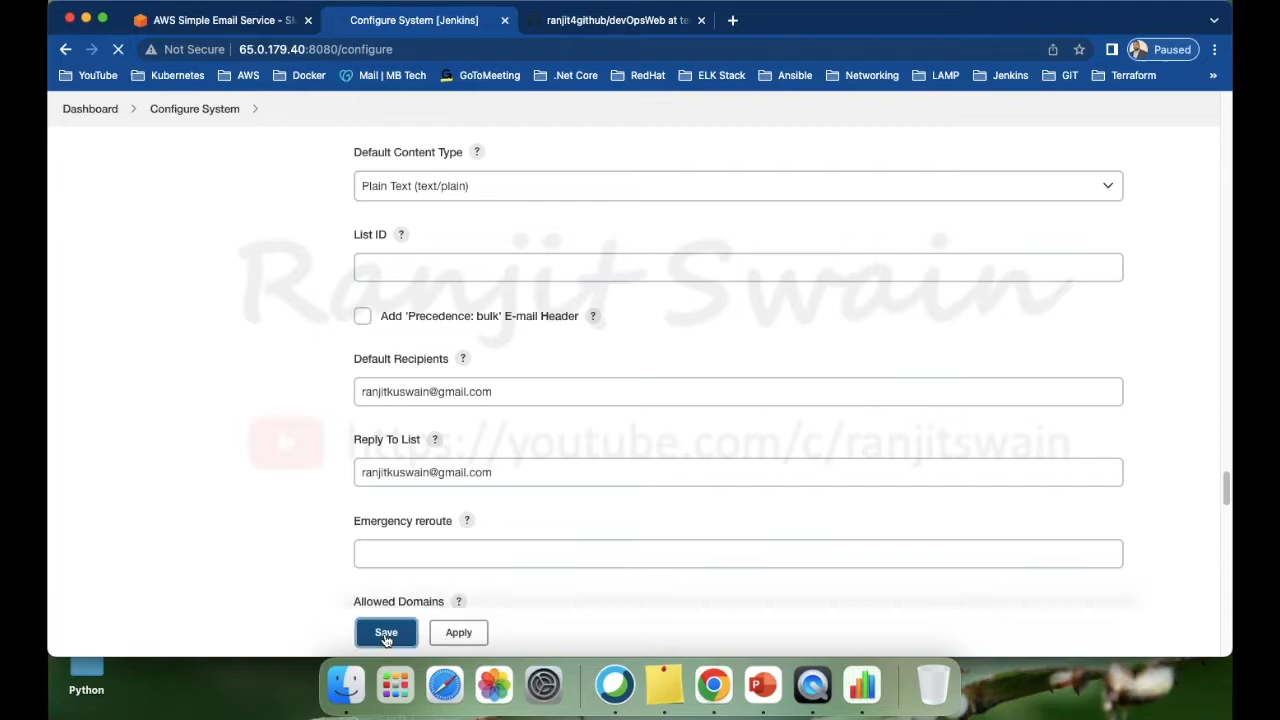 AWS Simple Email Service - SM
Configure System [Jenkins]
ranjit4github/devOpsWeb at te
Not Secure 65.0.179.40:8080/configure
Paused
YouTube Kubernetes AWS Docker Mail | MB Tech GoToMeeting .Net Core RedHat ELK Stack Ansible Networking LAMP Jenkins GIT Terraform »
Dashboard > Configure System >
Default Content Type ?
Plain Text (text/plain)
List ID ?
Ranjit Swain
Add 'Precedence: bulk' E-mail Header ?
Default Recipients ?
ranjitkuswain@gmail.com
Reply To List ?
https://youtube.com/c/ranjitswain
ranjitkuswain@gmail.com
Emergency reroute ?
Allowed Domains ?
Save Apply
Python